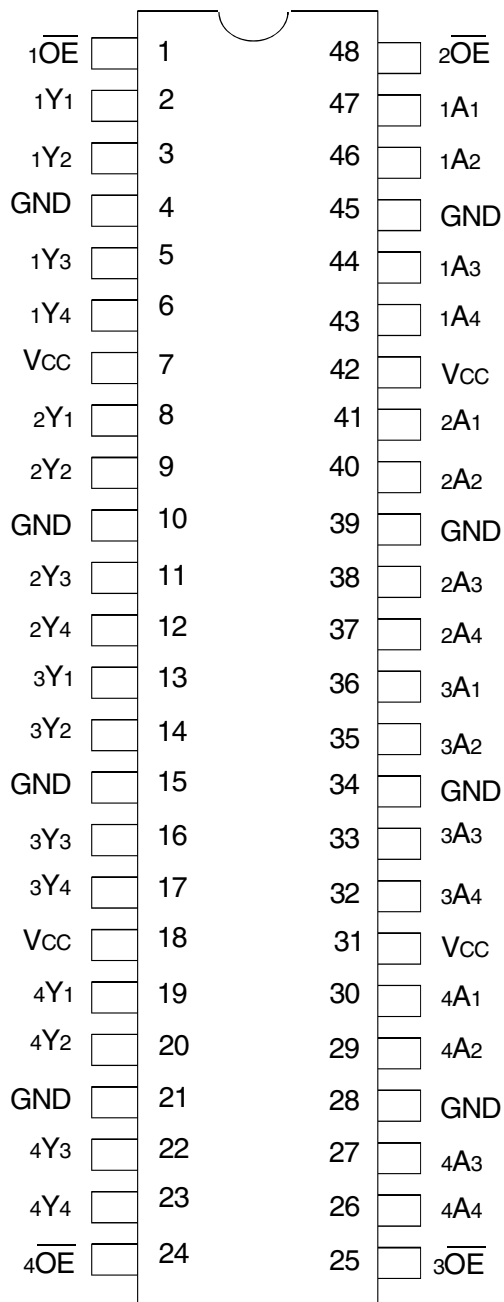 1O̅E̅ 1 48 2O̅E̅
1Y1 2 47 1A1
1Y2 3 46 1A2
GND 4 45 GND
1Y3 5 44 1A3
1Y4 6 43 1A4
VCC 7 42 VCC
2Y1 8 41 2A1
2Y2 9 40 2A2
GND 10 39 GND
2Y3 11 38 2A3
2Y4 12 37 2A4
3Y1 13 36 3A1
3Y2 14 35 3A2
GND 15 34 GND
3Y3 16 33 3A3
3Y4 17 32 3A4
VCC 18 31 VCC
4Y1 19 30 4A1
4Y2 20 29 4A2
GND 21 28 GND
4Y3 22 27 4A3
4Y4 23 26 4A4
4O̅E̅ 24 25 3O̅E̅